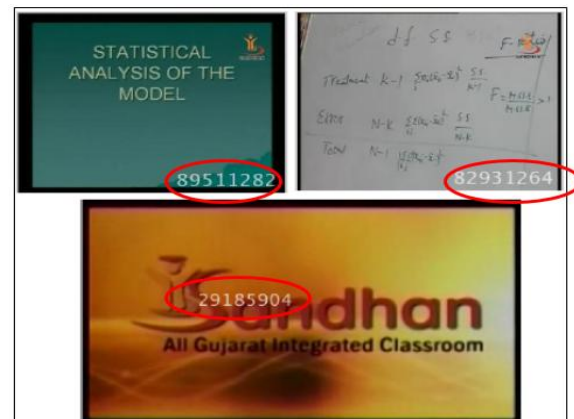 STATISTICAL
ANALYSIS OF THE
MODEL
89511282
df SS
Treatment K-1
Error N-K
Total N-1
82931264
29185904
Sandhan
All Gujarat Integrated Classroom